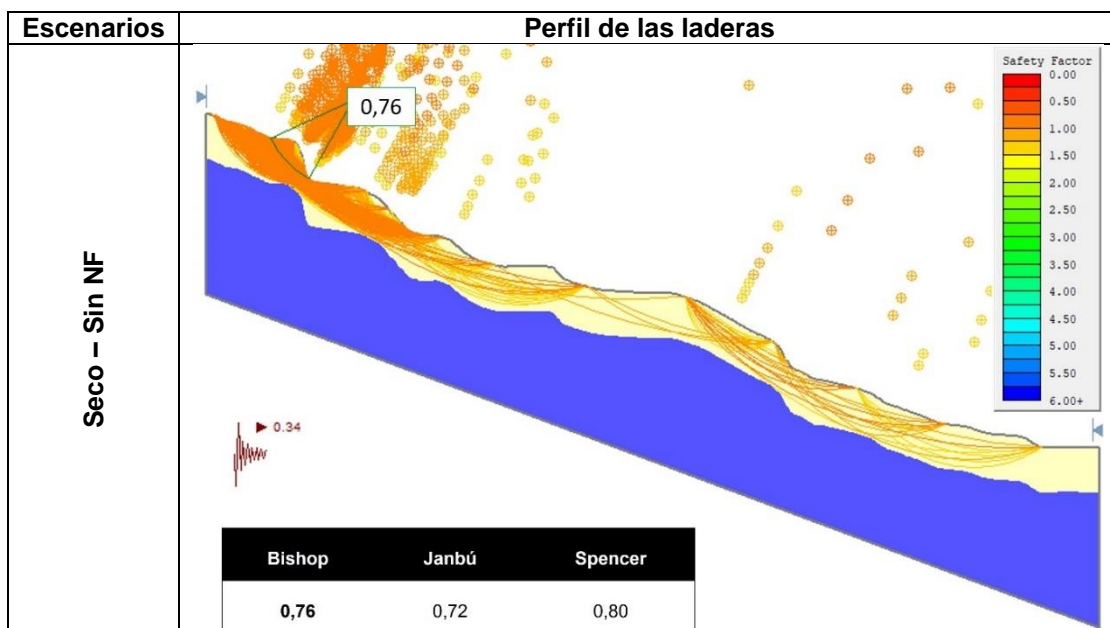 Escenarios
Perfil de las laderas
Seco – Sin NF
0,76
Safety Factor
0.00
0.50
1.00
1.50
2.00
2.50
3.00
3.50
4.00
4.50
5.00
5.50
6.00+
0.34
Bishop Janbú Spencer
0,76 0,72 0,80